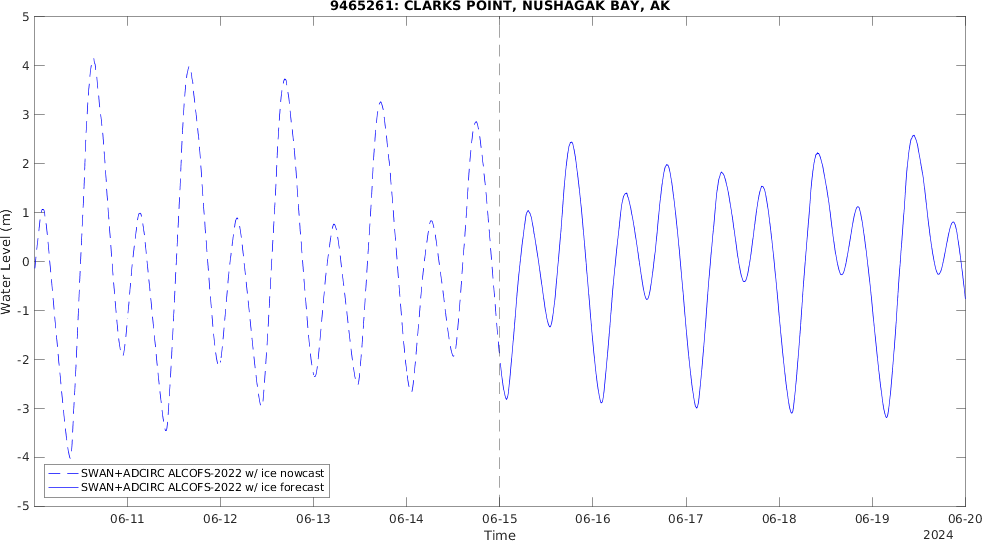 9465261: CLARKS POINT, NUSHAGAK BAY, AK
5
4
3
2
1
0
-1
-2
-3
-4
-5
Water Level (m)
SWAN+ADCIRC ALCOFS-2022 w/ ice nowcast
SWAN+ADCIRC ALCOFS-2022 w/ ice forecast
06-11 06-12 06-13 06-14 06-15 06-16 06-17 06-18 06-19 06-20
Time
2024